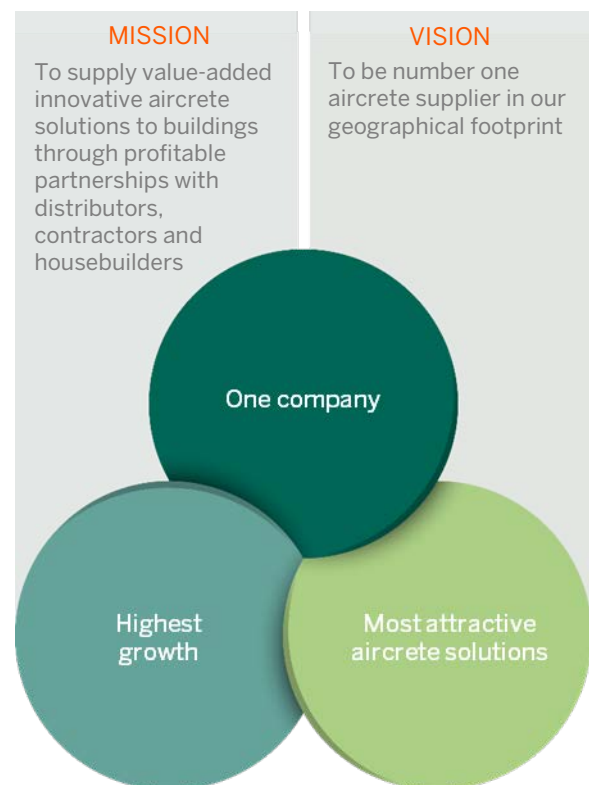 MISSION
To supply value-added
innovative aircrete
solutions to buildings
through profitable
partnerships with
distributors,
contractors and
housebuilders
VISION
To be number one
aircrete supplier in our
geographical footprint
One company
Highest
growth
Most attractive
aircrete solutions